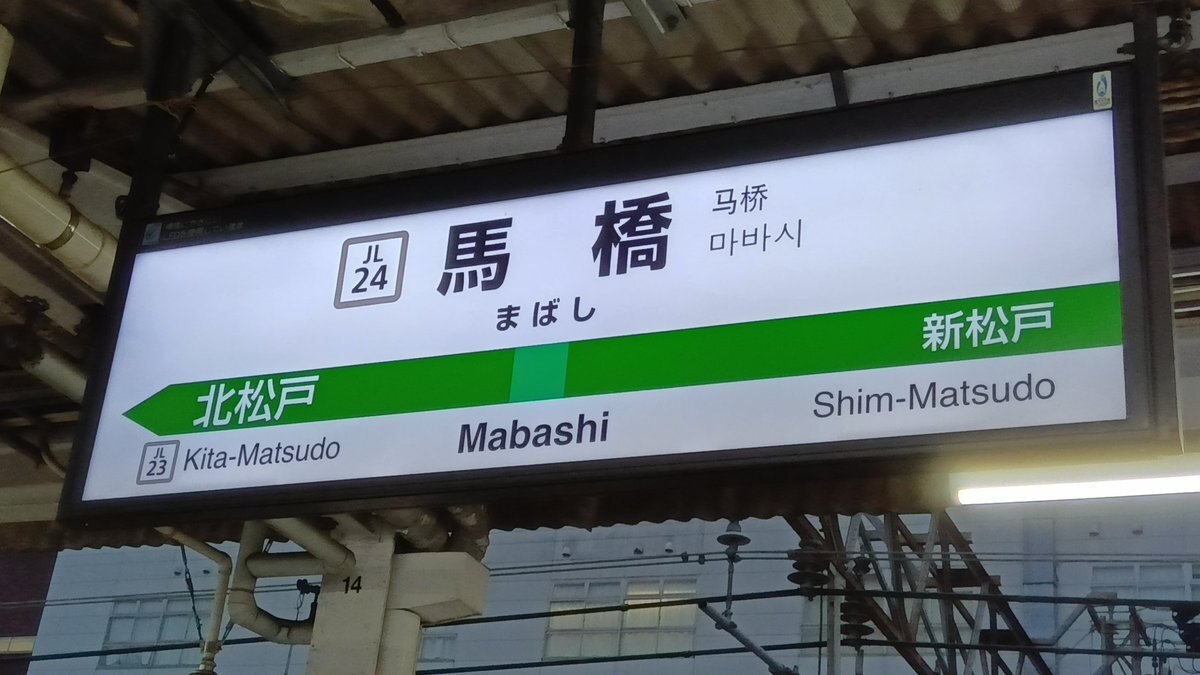 JL
24
馬橋
马桥
마바시
まばし
北松戸
新松戸
JL
23
Kita-Matsudo
Mabashi
Shim-Matsudo
14